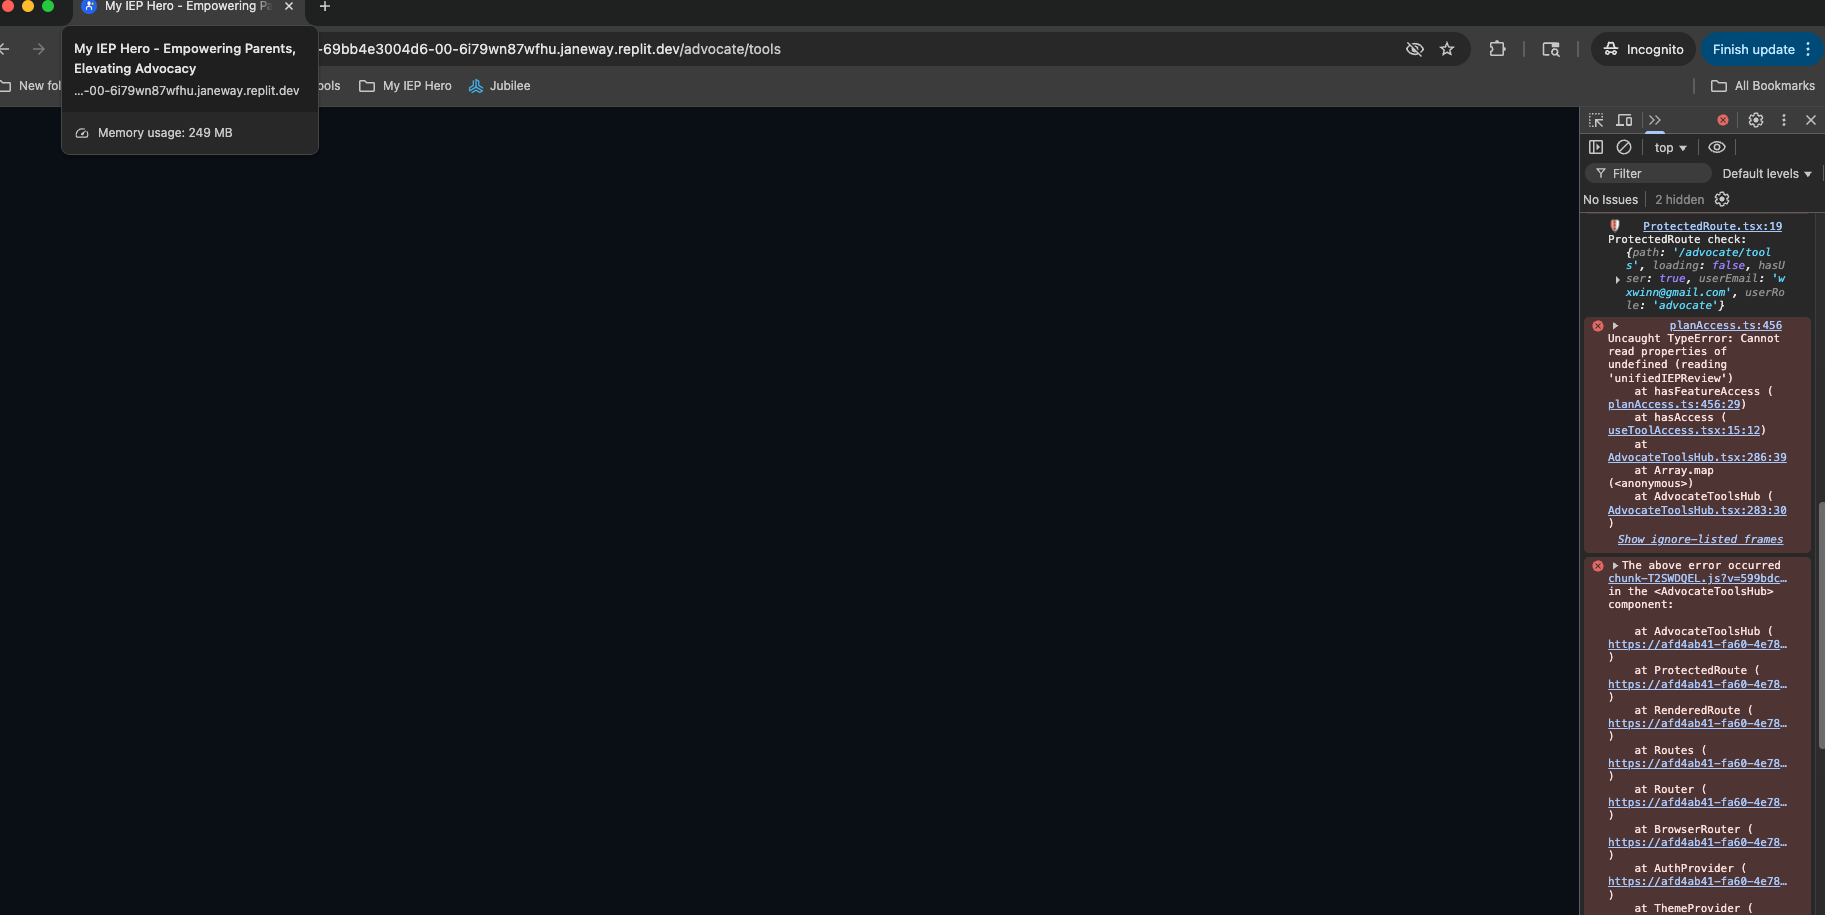 My IEP Hero - Empowering Pa
My IEP Hero - Empowering Parents,
Elevating Advocacy
...-00-6i79wn87wfhu.janeway.replit.dev
Memory usage: 249 MB
-69bb4e3004d6-00-6i79wn87wfhu.janeway.replit.dev/advocate/tools
Incognito
Finish update
New fol
ools
My IEP Hero
Jubilee
All Bookmarks
top
Filter
Default levels
No Issues
2 hidden
ProtectedRoute.tsx:19
ProtectedRoute check:
{path: '/advocate/tool
s', loading: false, hasU
ser: true, userEmail: 'w
xwinn@gmail.com', userRo
le: 'advocate'}
planAccess.ts:456
Uncaught TypeError: Cannot
read properties of
undefined (reading
'unifiedIEPReview')
at hasFeatureAccess (
planAccess.ts:456:29)
at hasAccess (
useToolAccess.tsx:15:12)
at
AdvocateToolsHub.tsx:286:39
at Array.map
(<anonymous>)
at AdvocateToolsHub (
AdvocateToolsHub.tsx:283:30
)
Show ignore-listed frames
The above error occurred
chunk-T2SWDQEL.js?v=599bdc…
in the <AdvocateToolsHub>
component:
at AdvocateToolsHub (
https://afd4ab41-fa60-4e78…
)
at ProtectedRoute (
https://afd4ab41-fa60-4e78…
)
at RenderedRoute (
https://afd4ab41-fa60-4e78…
)
at Routes (
https://afd4ab41-fa60-4e78…
)
at Router (
https://afd4ab41-fa60-4e78…
)
at BrowserRouter (
https://afd4ab41-fa60-4e78…
)
at AuthProvider (
https://afd4ab41-fa60-4e78…
)
at ThemeProvider (